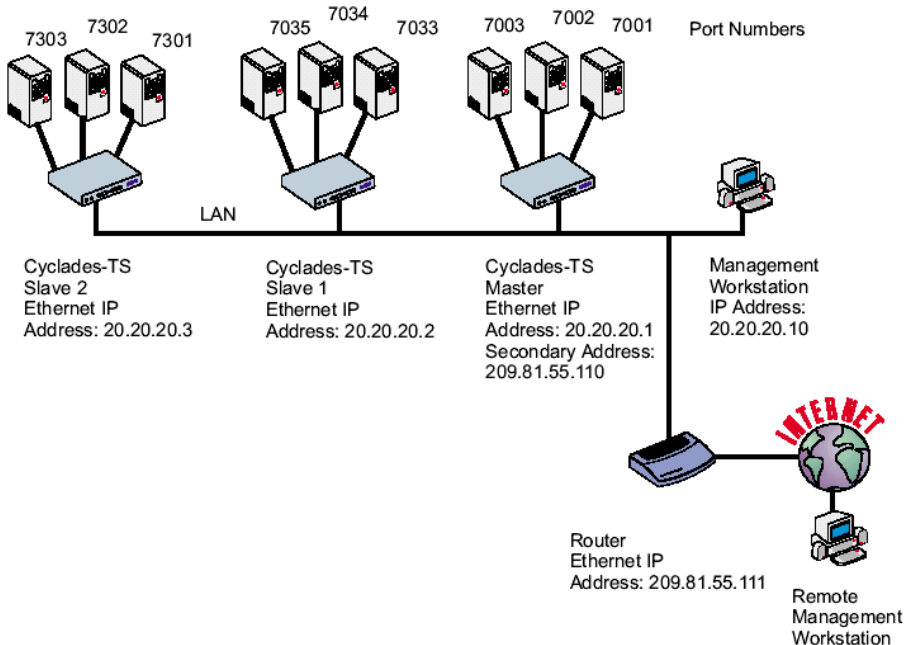 7303
7302
7301
7035
7034
7033
7003
7002
7001
Port Numbers
LAN
Cyclades-TS
Slave 2
Ethernet IP
Address: 20.20.20.3
Cyclades-TS
Slave 1
Ethernet IP
Address: 20.20.20.2
Cyclades-TS
Master
Ethernet IP
Address: 20.20.20.1
Secondary Address:
209.81.55.110
Management
Workstation
IP Address:
20.20.20.10
INTERNET
Router
Ethernet IP
Address: 209.81.55.111
Remote
Management
Workstation